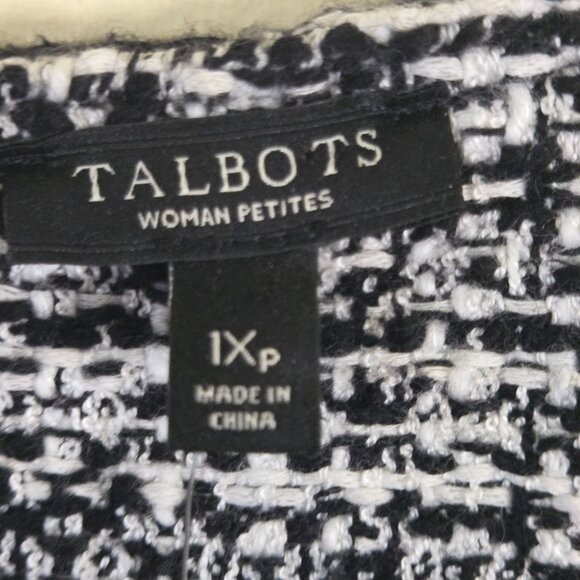 TALBOTS
WOMAN PETITES
1XP
MADE IN
CHINA